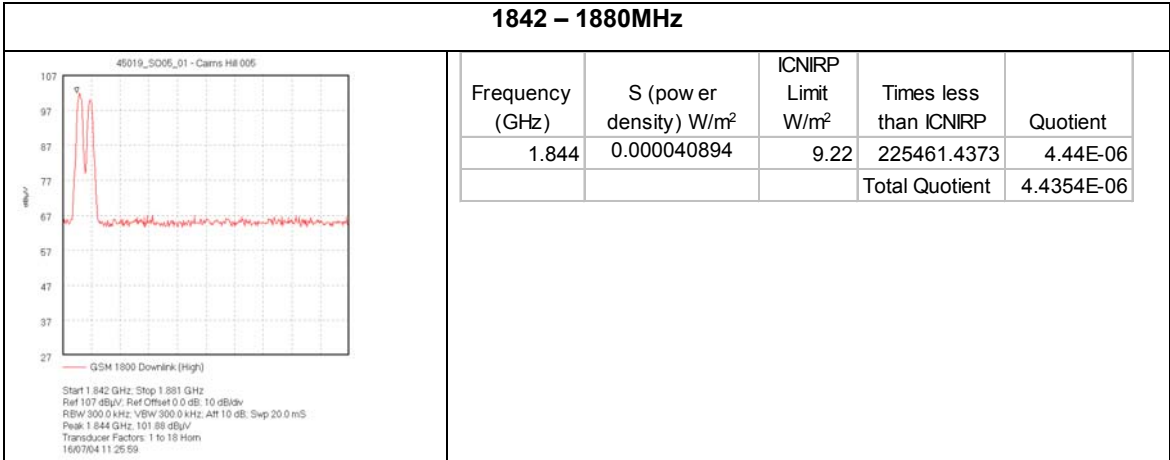 1842 – 1880MHz
45019_SO05_01 - Cairns Hill 005
107
97
87
77
67
57
47
37
27
dBµV
GSM 1800 Downlink (High)
Start 1.842 GHz; Stop 1.881 GHz
Ref 107 dBµV; Ref Offset 0.0 dB; 10 dB/div
RBW 300.0 kHz; VBW 300.0 kHz; Att 10 dB; Swp 20.0 mS
Peak 1.844 GHz, 101.88 dBµV
Transducer Factors: 1 to 18 Horn
16/07/04 11:25:59
Frequency (GHz) S (pow er density) W/m² ICNIRP Limit W/m² Times less than ICNIRP Quotient
1.844 0.000040894 9.22 225461.4373 4.44E-06
Total Quotient 4.4354E-06